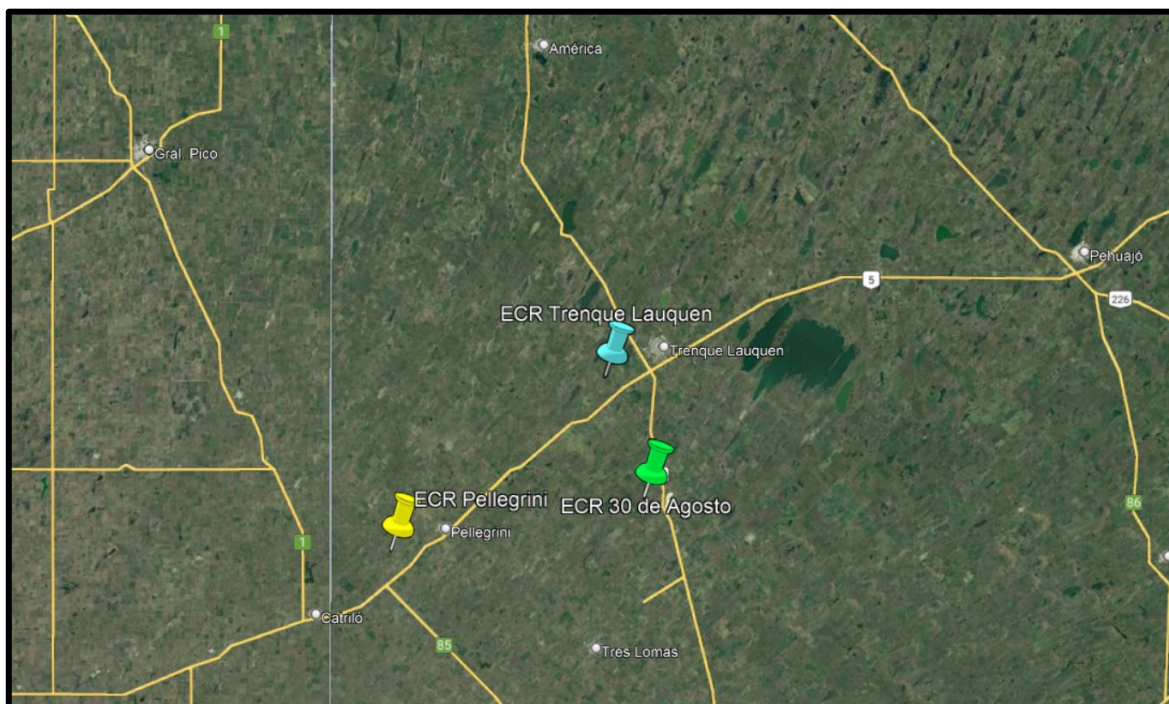 1
América
Gral. Pico
Pehuajó
5
226
ECR Trenque Lauquen
Trenque Lauquen
ECR Pellegrini
ECR 30 de Agosto
86
Pellegrini
1
Catriló
85
Tres Lomas